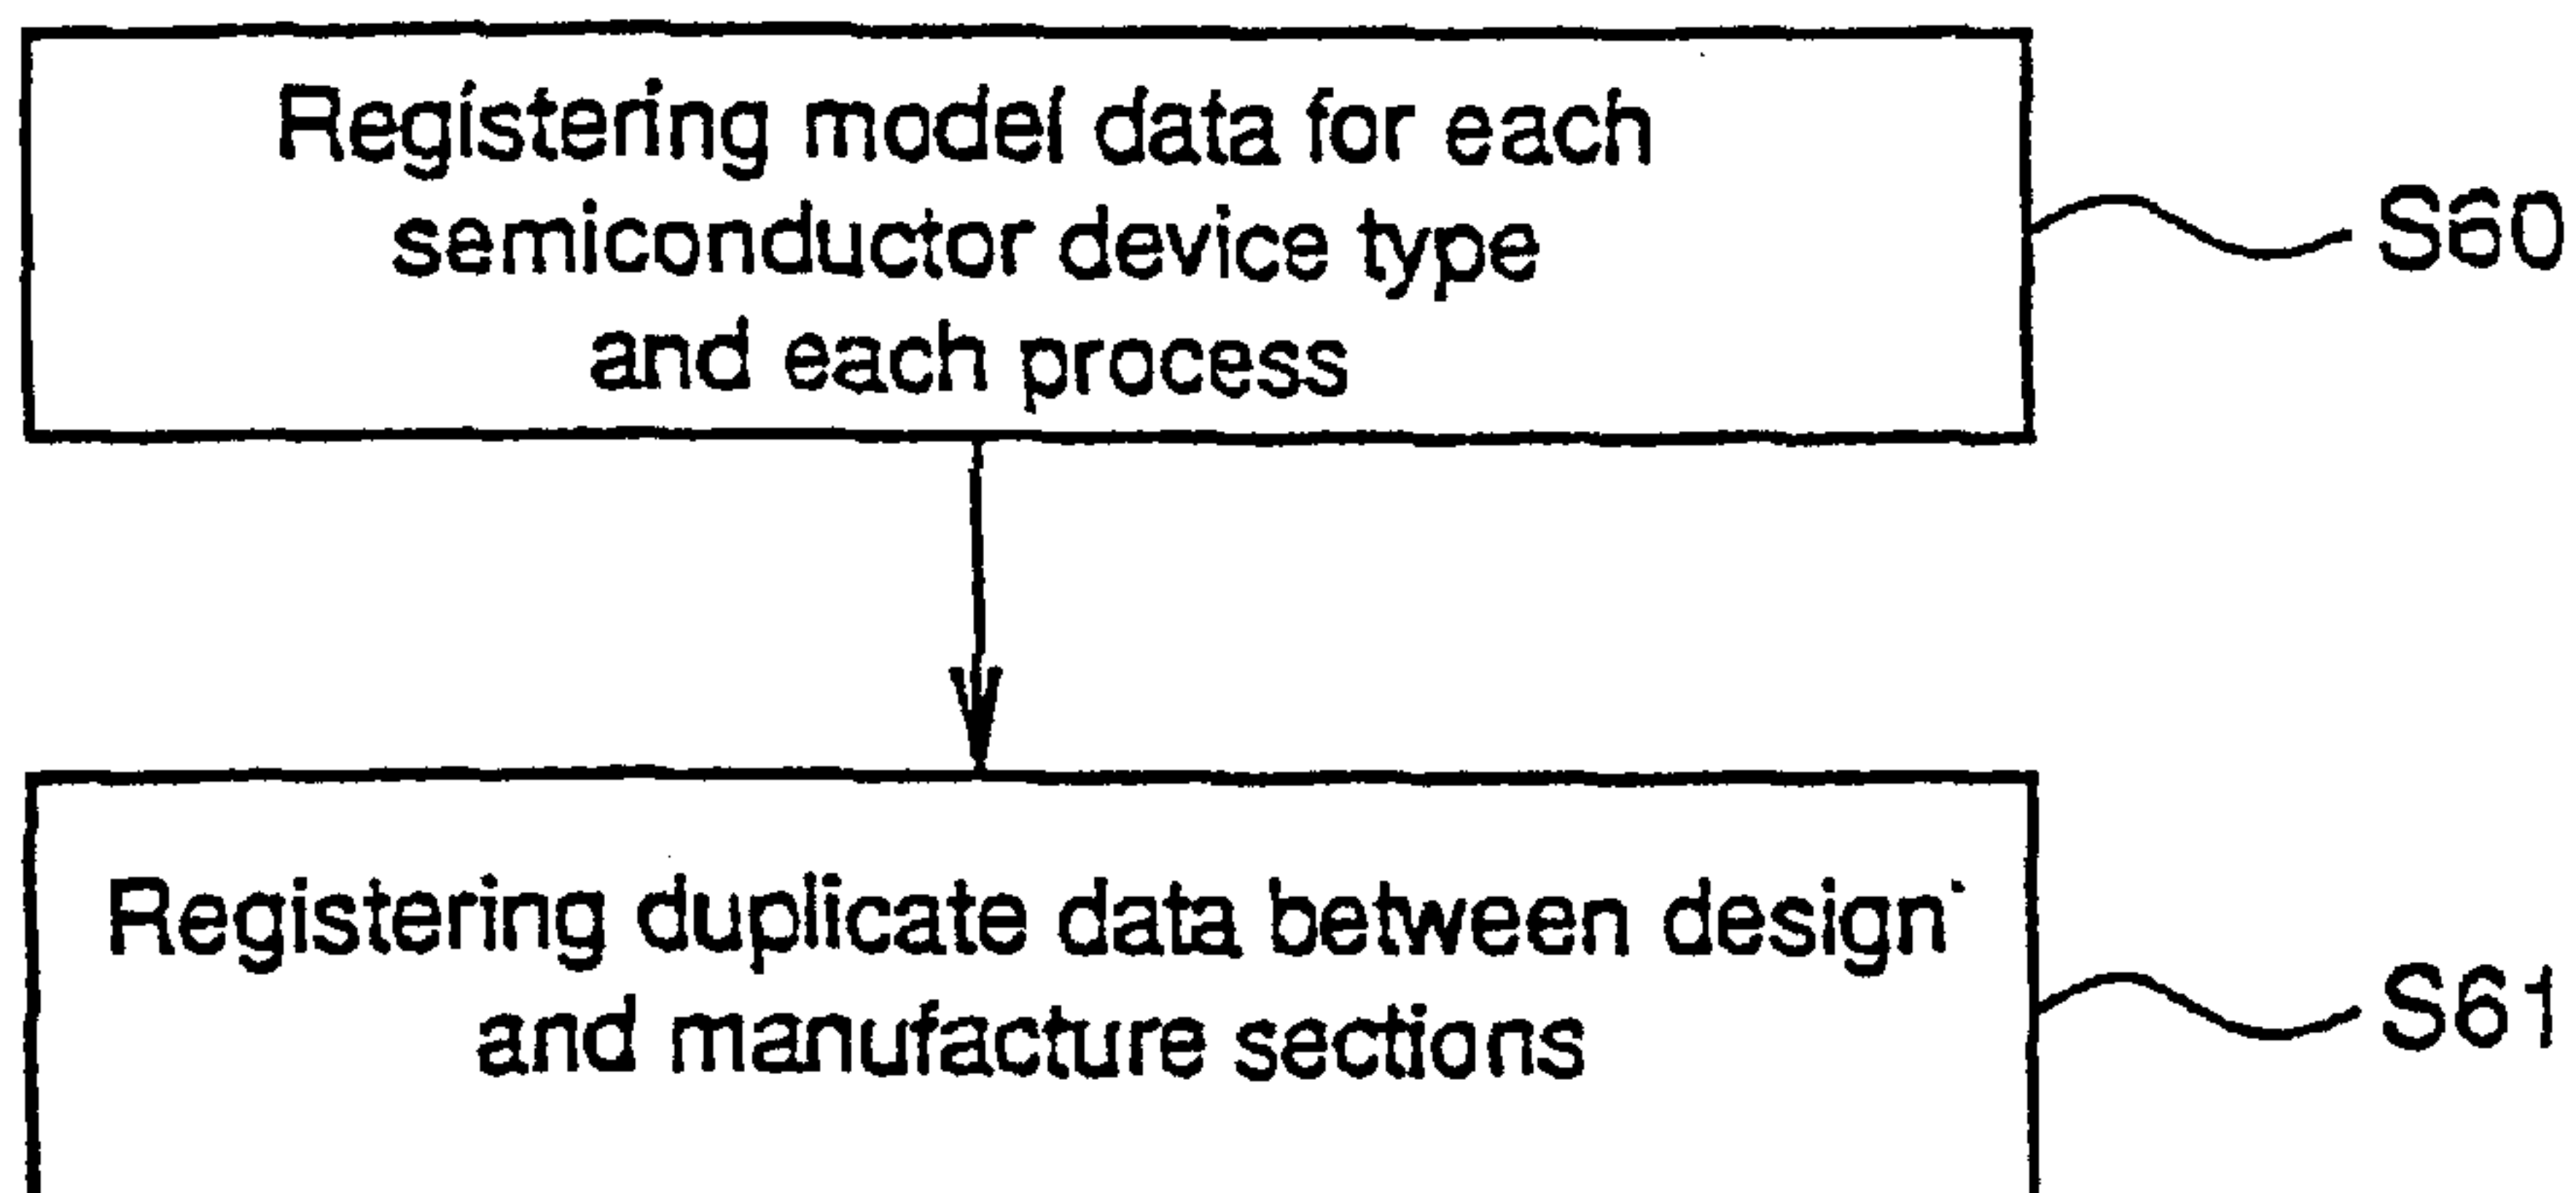 Registering model data for each
semiconductor device type
and each process
S60
Registering duplicate data between design
and manufacture sections
S61